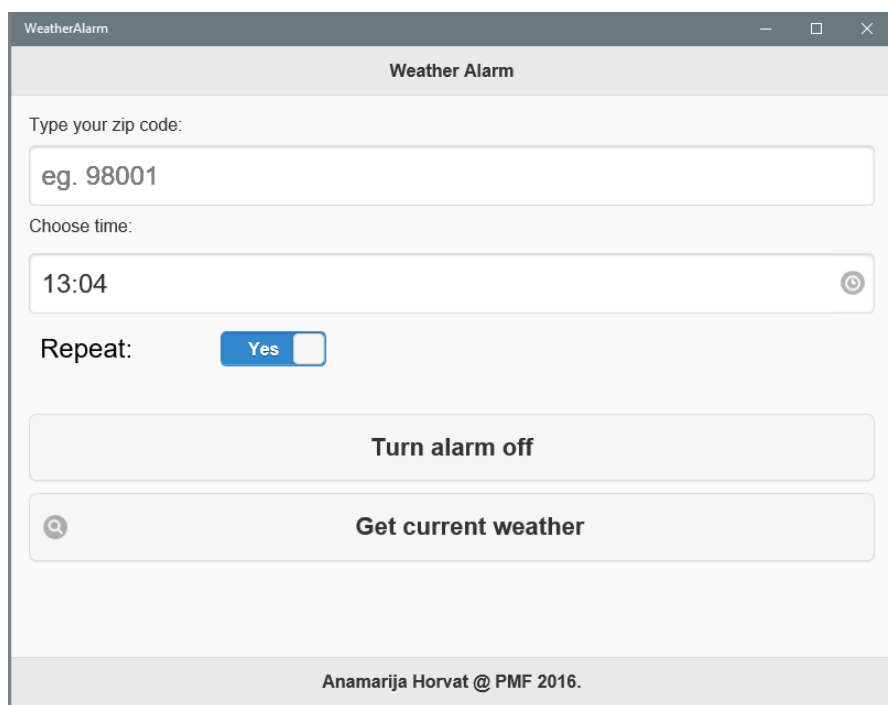 WeatherAlarm
Weather Alarm
Type your zip code:
eg. 98001
Choose time:
13:04
Repeat: Yes
Turn alarm off
Get current weather
Anamarija Horvat @ PMF 2016.